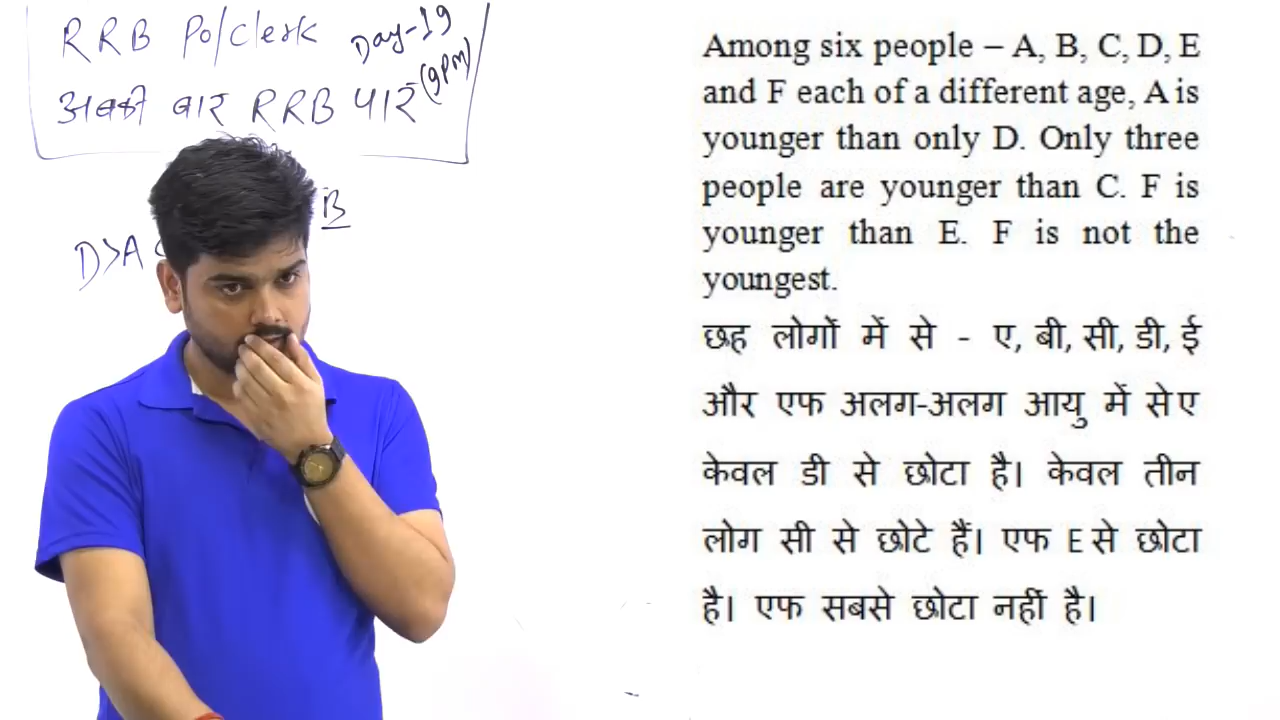 RRB Po/Clerk Day-19
अबकी बार RRB पार (9PM)
B
D>A
Among six people – A, B, C, D, E
and F each of a different age, A is
younger than only D. Only three
people are younger than C. F is
younger than E. F is not the
youngest.
छह लोगों में से - ए, बी, सी, डी, ई
और एफ अलग-अलग आयु में से ए
केवल डी से छोटा है। केवल तीन
लोग सी से छोटे हैं। एफ E से छोटा
है। एफ सबसे छोटा नहीं है।